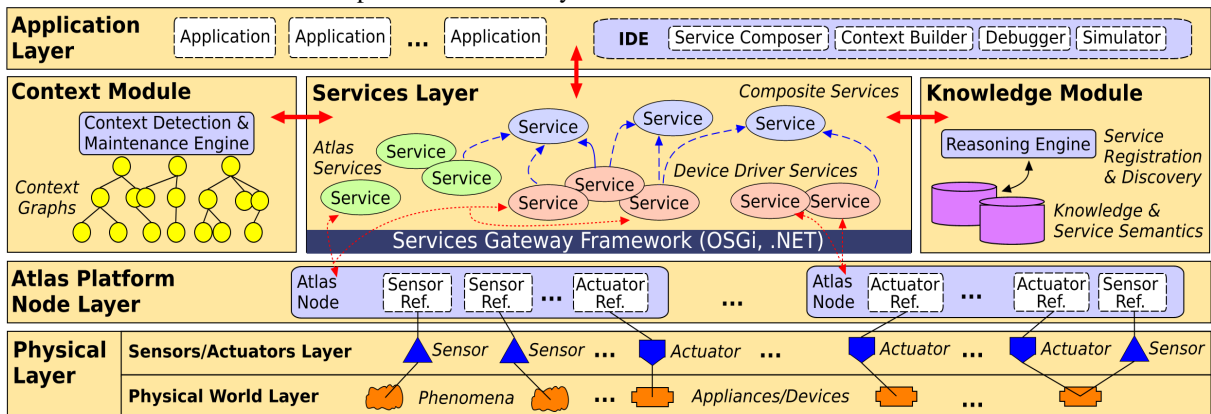 Application
Layer
Application
Application
...
Application
IDE
Service Composer
Context Builder
Debugger
Simulator
Context Module
Context Detection &
Maintenance Engine
Context
Graphs
Services Layer
Composite Services
Atlas
Services
Service
Service
Service
Service
Service
Service
Device Driver Services
Service
Service
Service
Service
Service
Services Gateway Framework (OSGi, .NET)
Knowledge Module
Reasoning Engine
Service
Registration
& Discovery
Knowledge &
Service Semantics
Atlas Platform
Node Layer
Atlas
Node
Sensor
Ref.
Sensor
Ref.
...
Actuator
Ref.
...
Atlas
Node
Actuator
Ref.
...
Actuator
Ref.
Sensor
Ref.
Physical
Layer
Sensors/Actuators Layer
Sensor
Sensor
...
Actuator
...
Actuator
...
Actuator
Sensor
Physical World Layer
Phenomena
...
Appliances/Devices
...